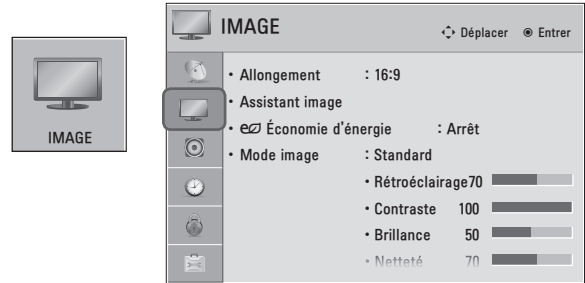 IMAGE
IMAGE
Déplacer Entrer
• Allongement : 16:9
• Assistant image
• Économie d'énergie : Arrêt
• Mode image : Standard
• Rétroéclairage70
• Contraste 100
• Brillance 50
• Netteté 70